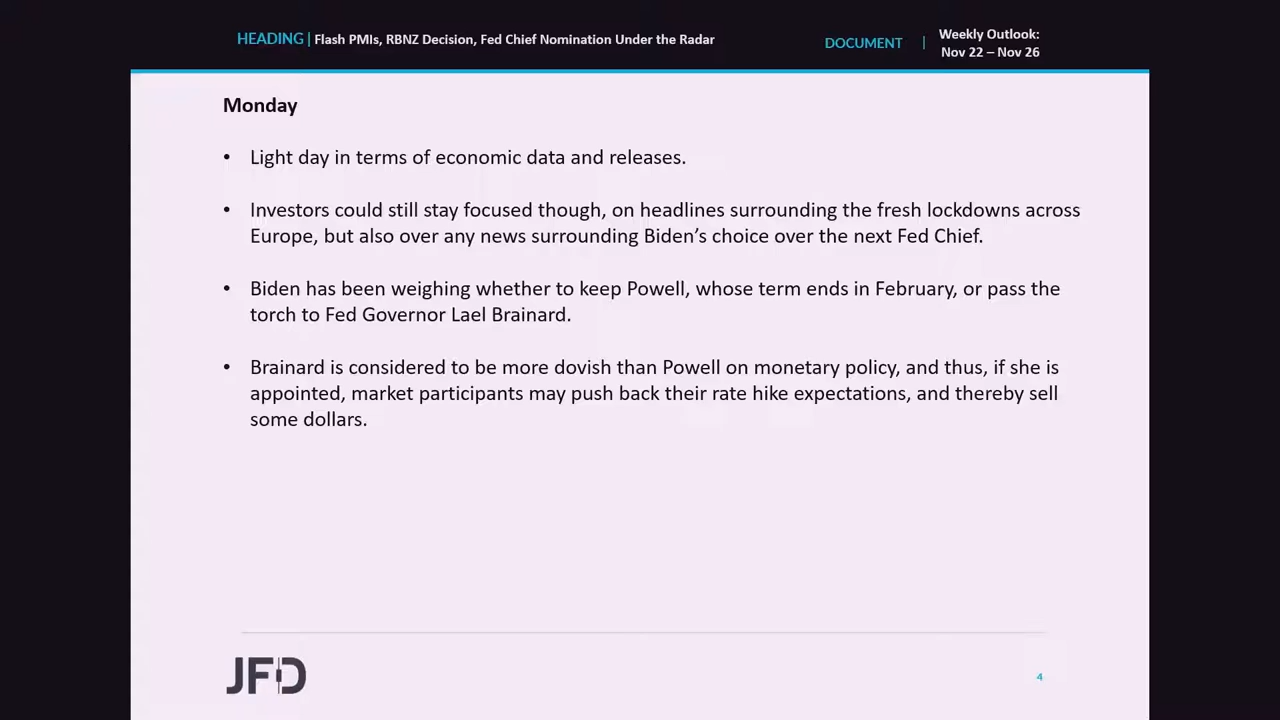 HEADING | Flash PMIs, RBNZ Decision, Fed Chief Nomination Under the Radar
DOCUMENT | Weekly Outlook:
Nov 22 – Nov 26
Monday
• Light day in terms of economic data and releases.
• Investors could still stay focused though, on headlines surrounding the fresh lockdowns across
Europe, but also over any news surrounding Biden’s choice over the next Fed Chief.
• Biden has been weighing whether to keep Powell, whose term ends in February, or pass the
torch to Fed Governor Lael Brainard.
• Brainard is considered to be more dovish than Powell on monetary policy, and thus, if she is
appointed, market participants may push back their rate hike expectations, and thereby sell
some dollars.
JFD
4